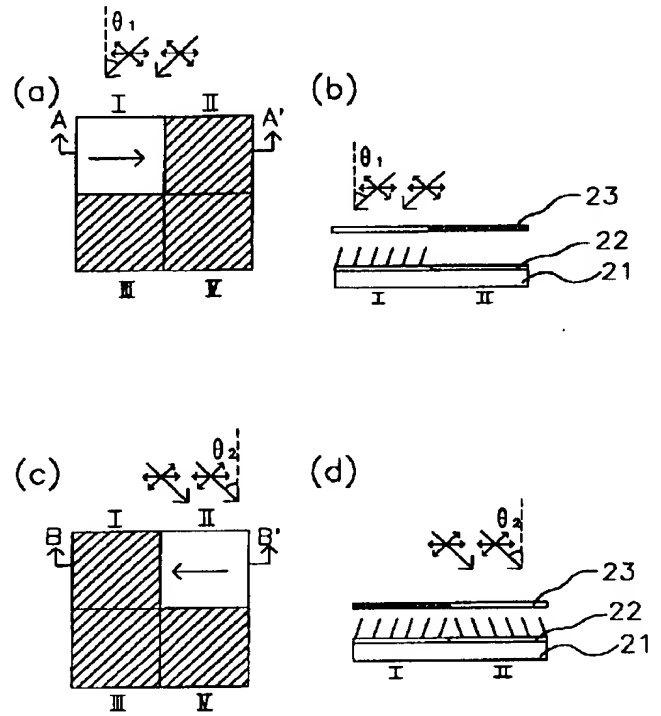 θ1
(a)
A I II A'
III IV
(b)
θ1
23
22
21
I II
(c)
θ2
B I II B'
III IV
(d)
θ2
23
22
21
I II